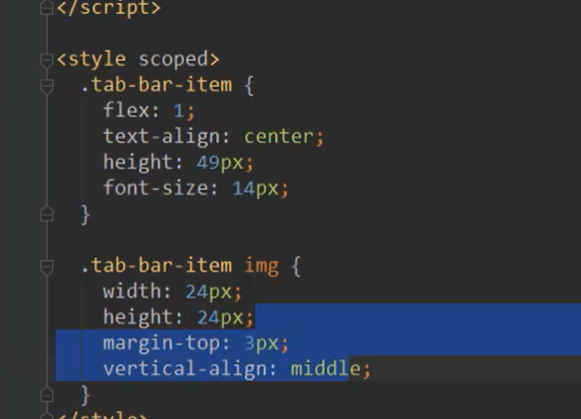 </script>
<style scoped>
.tab-bar-item {
flex: 1;
text-align: center;
height: 49px;
font-size: 14px;
}
.tab-bar-item img {
width: 24px;
height: 24px;
margin-top: 3px;
vertical-align: middle;
}
</style>